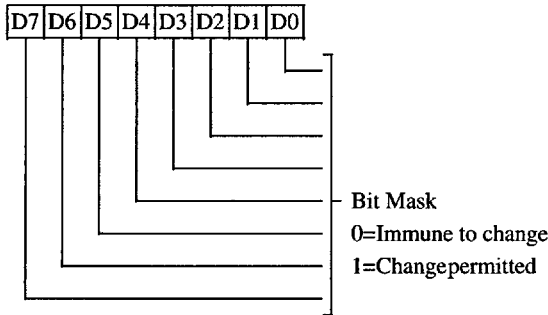 D7 D6 D5 D4 D3 D2 D1 D0
Bit Mask
0=Immune to change
1=Changepermitted